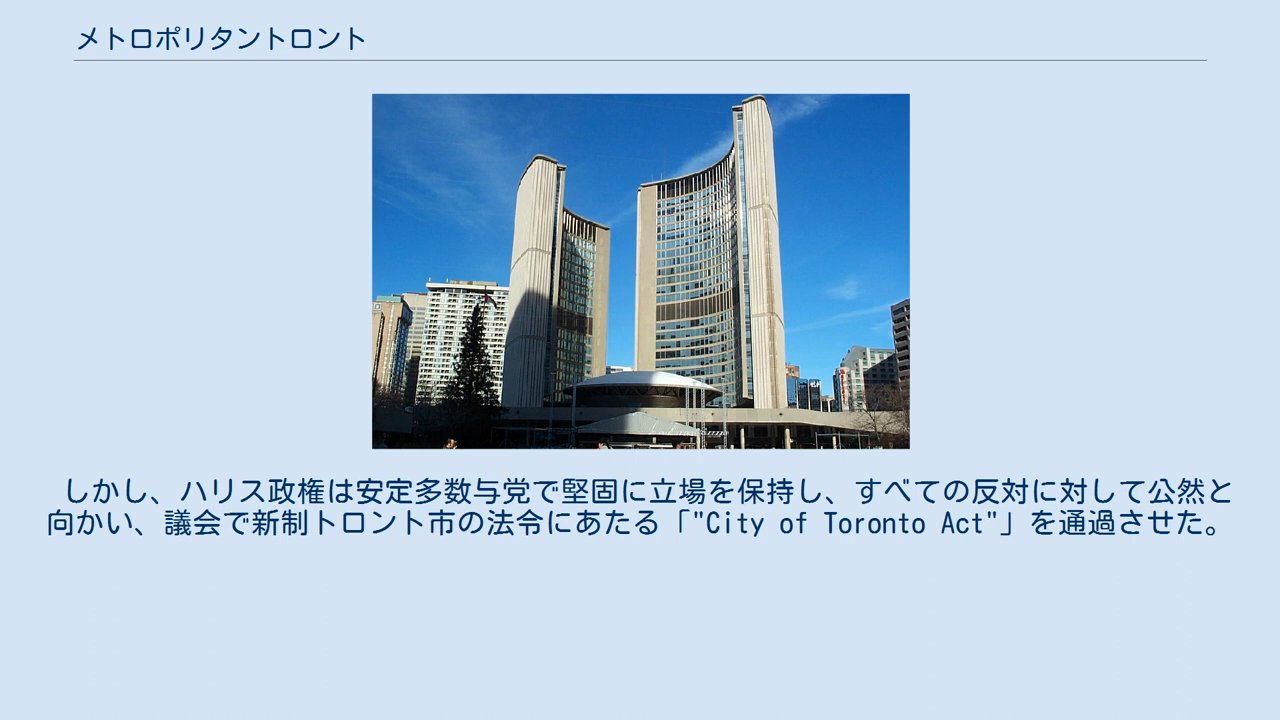 メトロポリタントロント
しかし、ハリス政権は安定多数与党で堅固に立場を保持し、すべての反対に対して公然と
向かい、議会で新制トロント市の法令にあたる「"City of Toronto Act"」を通過させた。